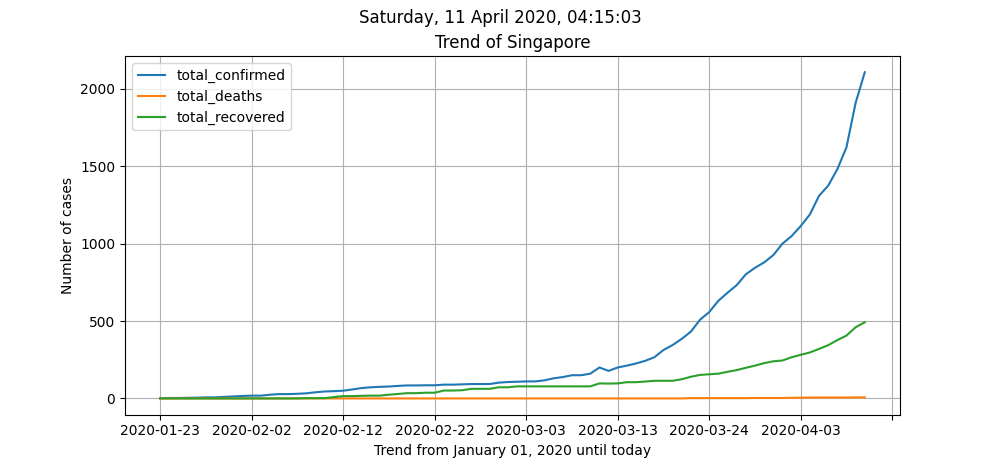 Saturday, 11 April 2020, 04:15:03
Trend of Singapore
total_confirmed
total_deaths
total_recovered
Number of cases
2000
1500
1000
500
0
2020-01-23 2020-02-02 2020-02-12 2020-02-22 2020-03-03 2020-03-13 2020-03-24 2020-04-03
Trend from January 01, 2020 until today